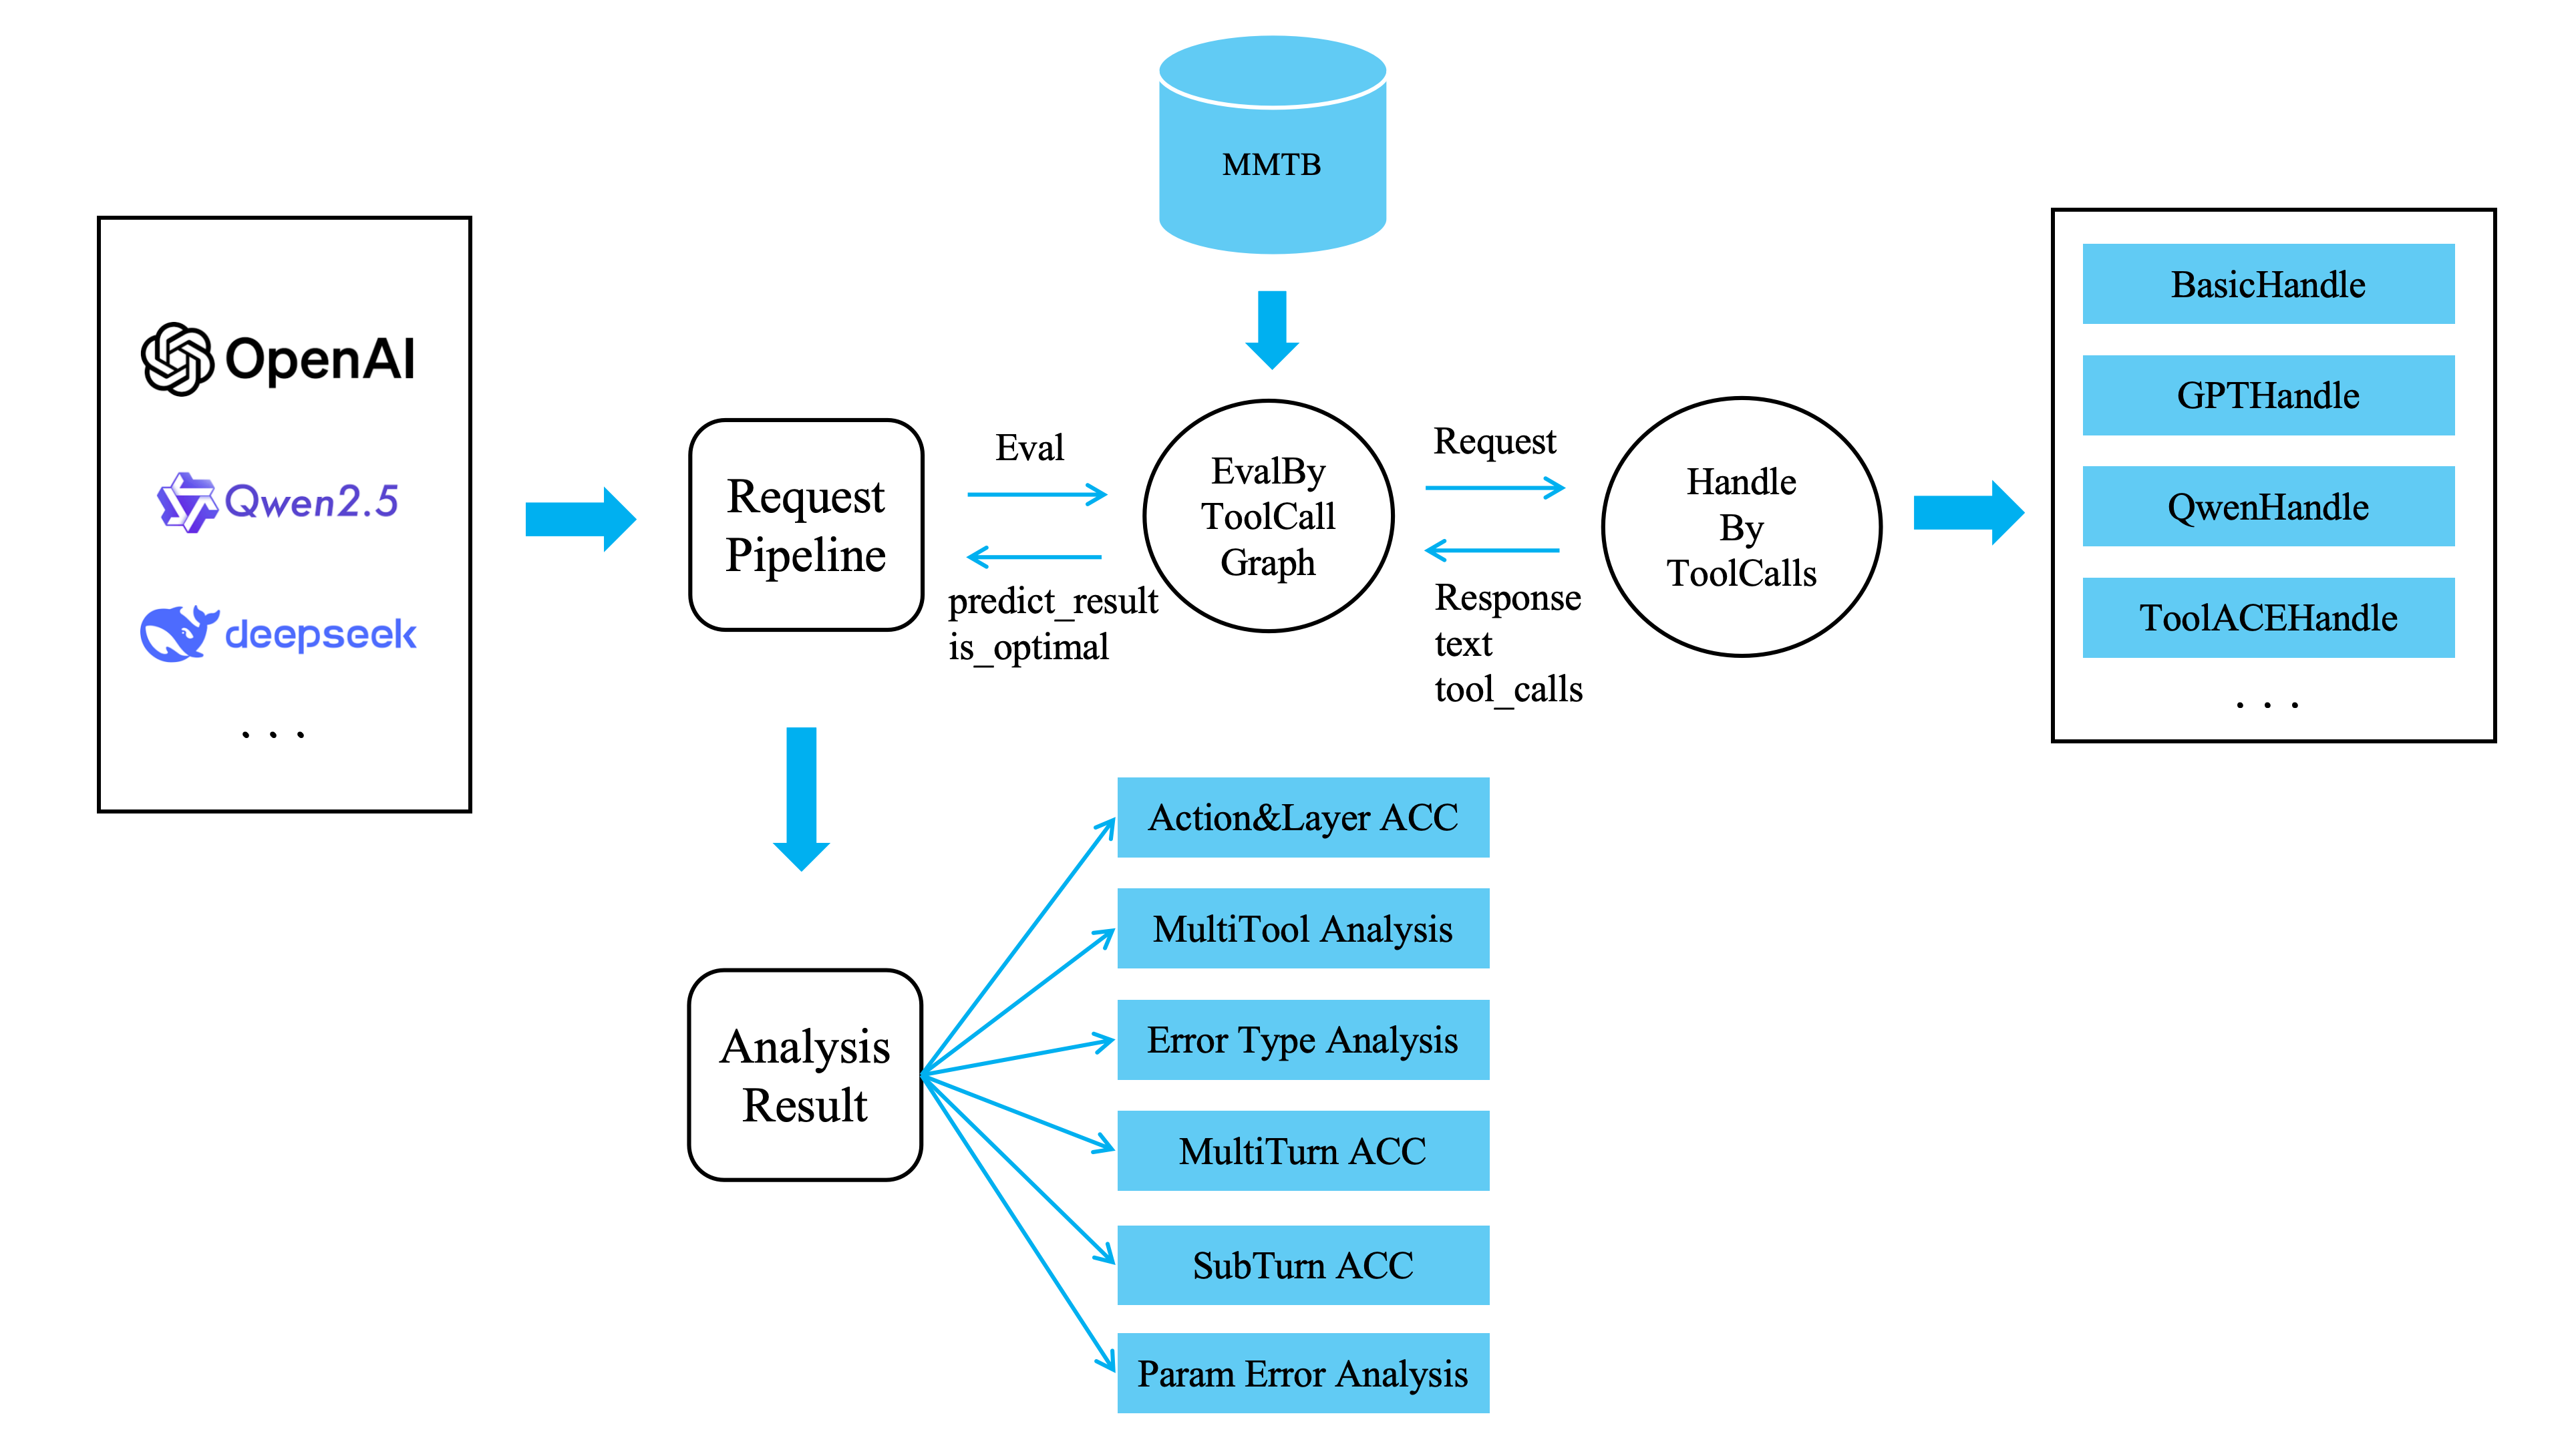 MMTB
OpenAI
Qwen2.5
deepseek
. . .
Request
Pipeline
Eval
predict_result
is_optimal
EvalBy
ToolCall
Graph
Request
Response
text
tool_calls
Handle
By
ToolCalls
BasicHandle
GPTHandle
QwenHandle
ToolACEHandle
. . .
Analysis
Result
Action&Layer ACC
MultiTool Analysis
Error Type Analysis
MultiTurn ACC
SubTurn ACC
Param Error Analysis